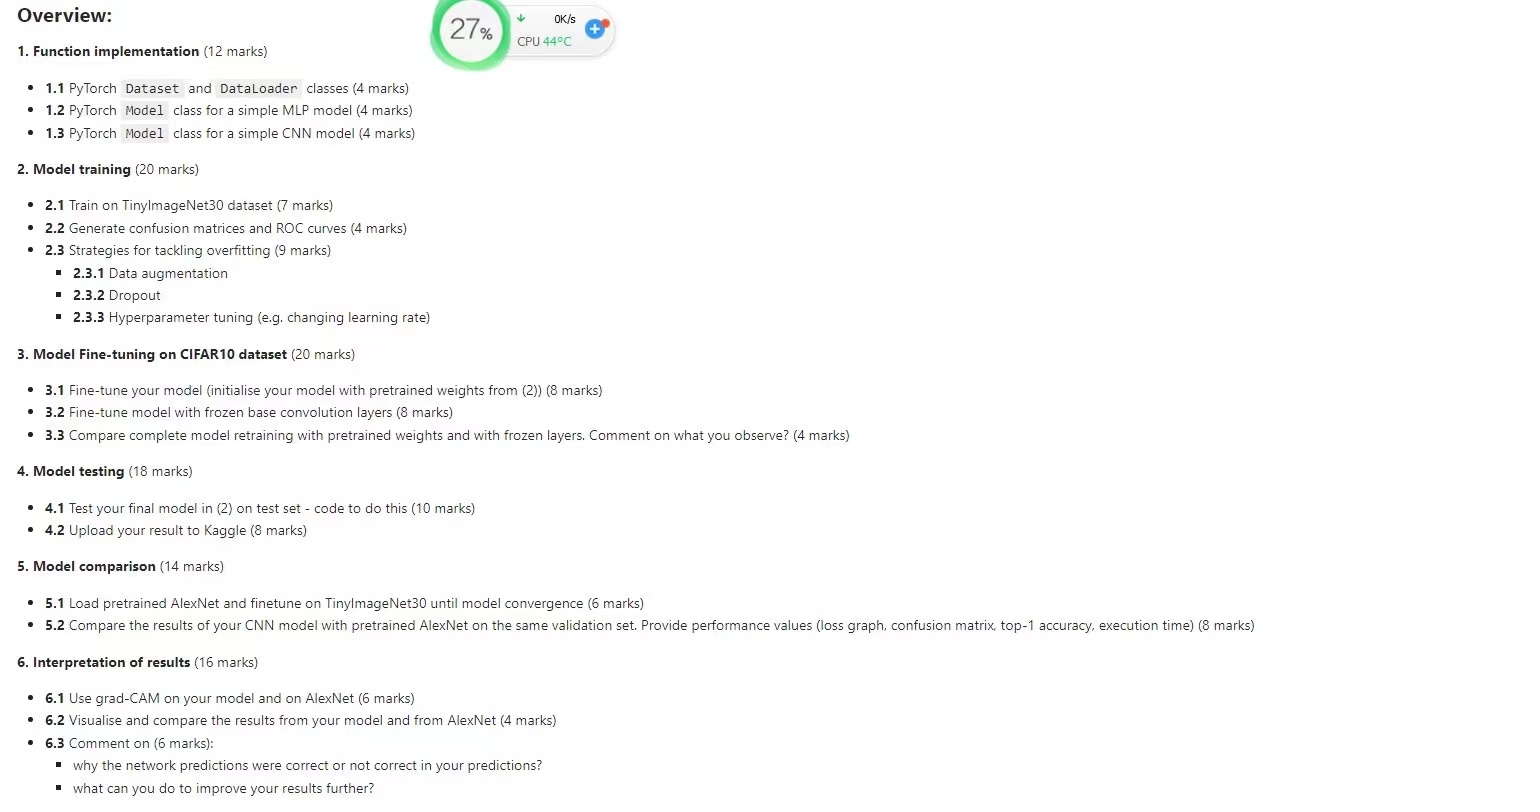 Overview:
27%
0K/s
CPU 44°C
1. Function implementation (12 marks)
1.1 PyTorch Dataset and DataLoader classes (4 marks)
1.2 PyTorch Model class for a simple MLP model (4 marks)
1.3 PyTorch Model class for a simple CNN model (4 marks)
2. Model training (20 marks)
2.1 Train on TinyImageNet30 dataset (7 marks)
2.2 Generate confusion matrices and ROC curves (4 marks)
2.3 Strategies for tackling overfitting (9 marks)
2.3.1 Data augmentation
2.3.2 Dropout
2.3.3 Hyperparameter tuning (e.g. changing learning rate)
3. Model Fine-tuning on CIFAR10 dataset (20 marks)
3.1 Fine-tune your model (initialise your model with pretrained weights from (2)) (8 marks)
3.2 Fine-tune model with frozen base convolution layers (8 marks)
3.3 Compare complete model retraining with pretrained weights and with frozen layers. Comment on what you observe? (4 marks)
4. Model testing (18 marks)
4.1 Test your final model in (2) on test set - code to do this (10 marks)
4.2 Upload your result to Kaggle (8 marks)
5. Model comparison (14 marks)
5.1 Load pretrained AlexNet and finetune on TinyImageNet30 until model convergence (6 marks)
5.2 Compare the results of your CNN model with pretrained AlexNet on the same validation set. Provide performance values (loss graph, confusion matrix, top-1 accuracy, execution time) (8 marks)
6. Interpretation of results (16 marks)
6.1 Use grad-CAM on your model and on AlexNet (6 marks)
6.2 Visualise and compare the results from your model and from AlexNet (4 marks)
6.3 Comment on (6 marks):
why the network predictions were correct or not correct in your predictions?
what can you do to improve your results further?